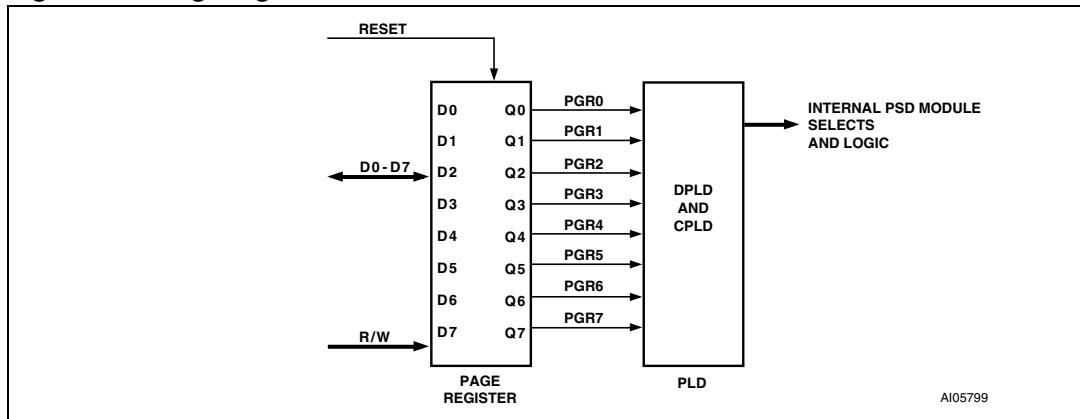 RESET
D0 Q0 PGR0
D1 Q1 PGR1
D0-D7 D2 Q2 PGR2
D3 Q3 PGR3
D4 Q4 PGR4
D5 Q5 PGR5
D6 Q6 PGR6
R/W D7 Q7 PGR7
DPLD
AND
CPLD
INTERNAL PSD MODULE
SELECTS
AND LOGIC
PAGE
REGISTER
PLD
AI05799